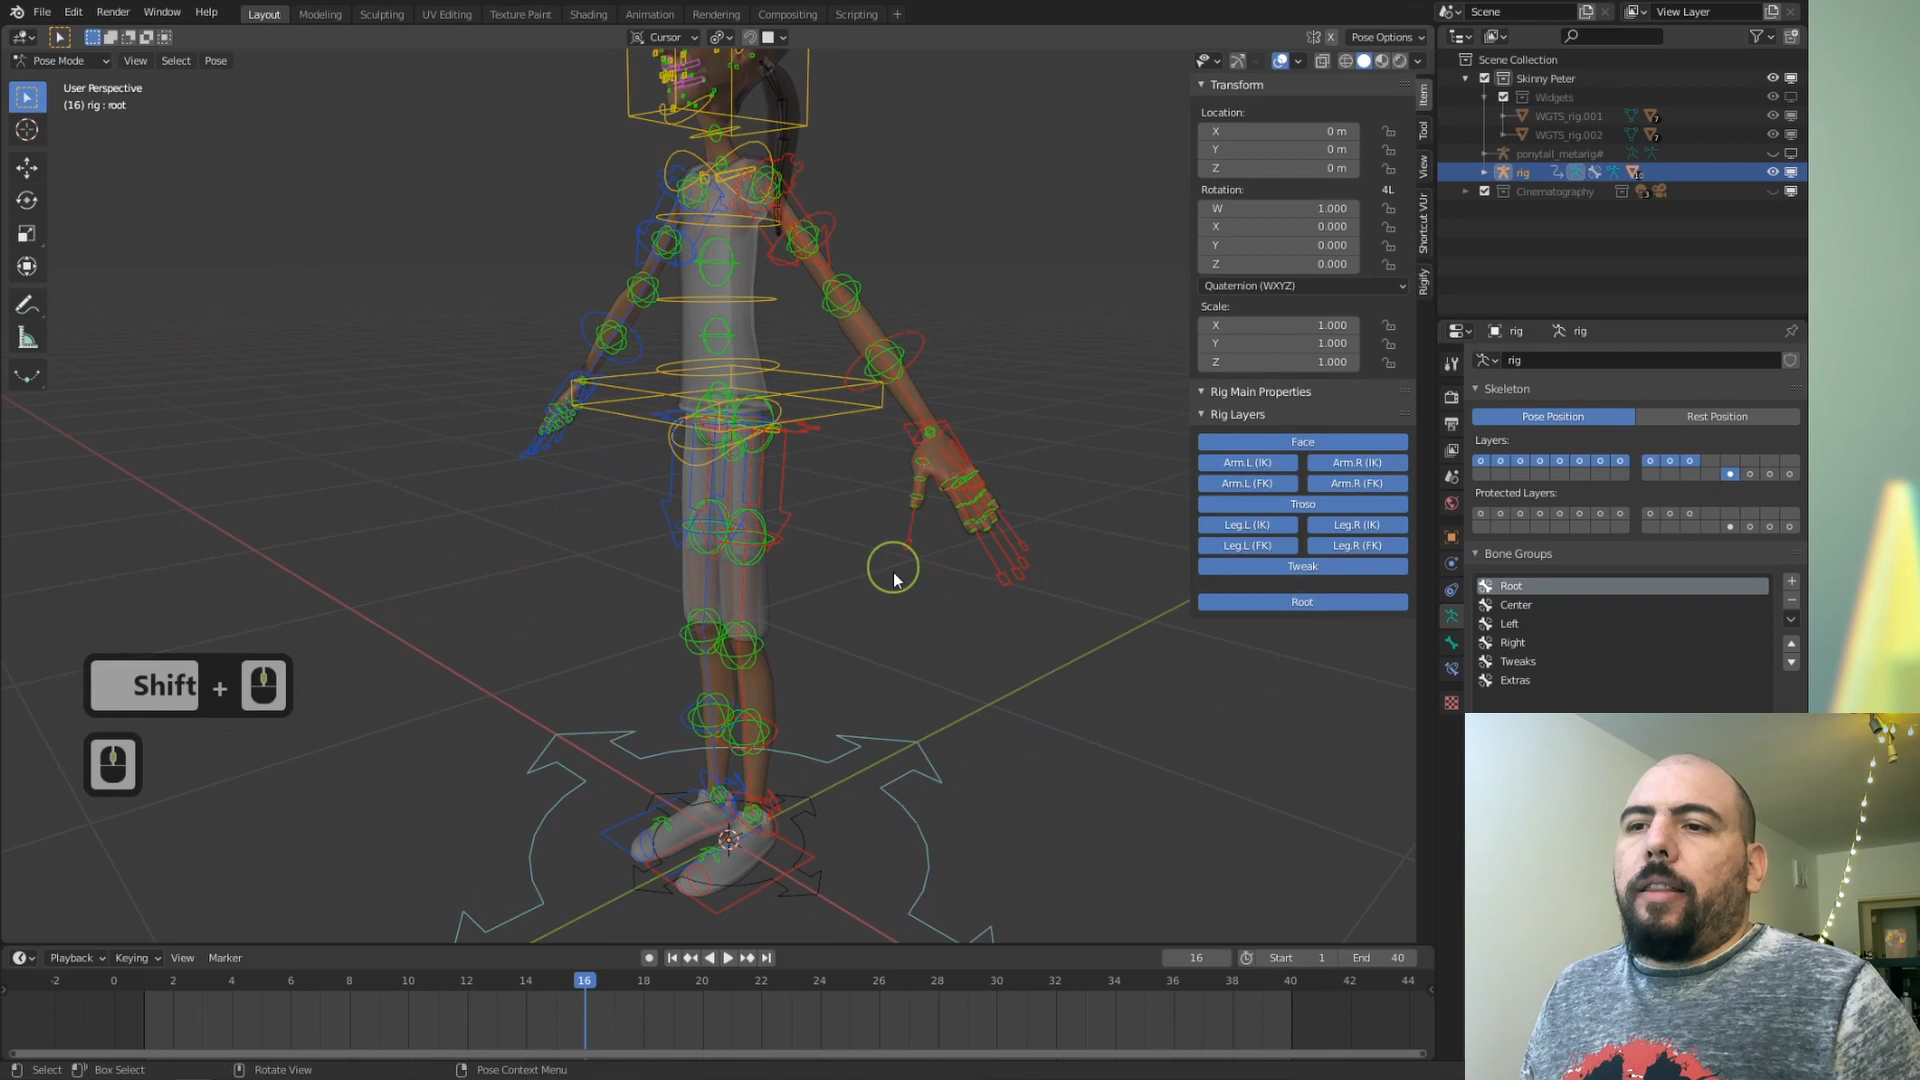 File Edit Render Window Help Layout Modeling Sculpting UV Editing Texture Paint Shading Animation Rendering Compositing Scripting +
Scene View Layer
Cursor Pose Options
X
Pose Mode View Select Pose
User Perspective
(16) rig : root
Transform
Location:
X 0 m
Y 0 m
Z 0 m
Rotation: 4L
W 1.000
X 0.000
Y 0.000
Z 0.000
Quaternion (WXYZ)
Scale:
X 1.000
Y 1.000
Z 1.000
Rig Main Properties
Rig Layers
Face
Arm.L (IK) Arm.R (IK)
Arm.L (FK) Arm.R (FK)
Troso
Leg.L (IK) Leg.R (IK)
Leg.L (FK) Leg.R (FK)
Tweak
Root
Item
Tool
View
Shortcut VUr
Rigify
Scene Collection
Skinny Peter
Widgets
WGTS_rig.001 7
WGTS_rig.002 7
ponytail_metarig#
rig 10
Cinematography 3
rig rig
rig
Skeleton
Pose Position Rest Position
Layers:
Protected Layers:
Bone Groups
Root
Center
Left
Right
Tweaks
Extras
Shift +
Playback Keying View Marker 16 Start 1 End 40
-2 0 2 4 6 8 10 12 14 16 18 20 22 24 26 28 30 32 34 36 38 40 42 44
Select Box Select Rotate View Pose Context Menu